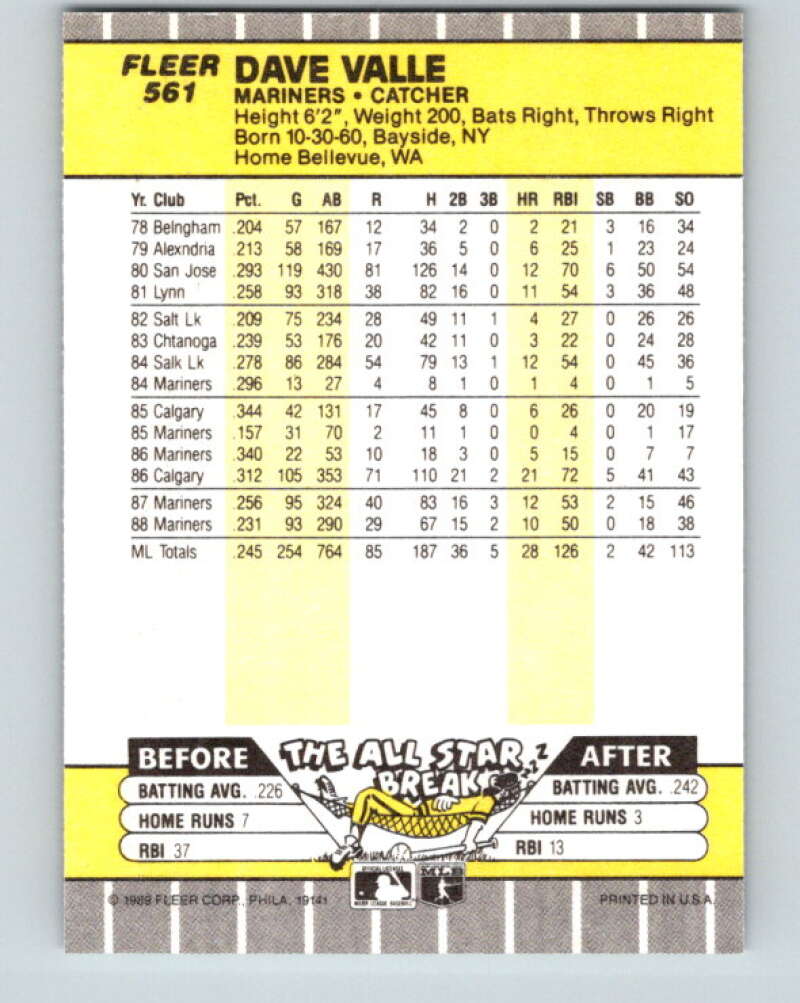 FLEER 561
DAVE VALLE
MARINERS • CATCHER
Height 6'2", Weight 200, Bats Right, Throws Right
Born 10-30-60, Bayside, NY
Home Bellevue, WA
Yr. Club Pct. G AB R H 2B 3B HR RBI SB BB SO
78 Belngham .204 57 167 12 34 2 0 2 21 3 16 34
79 Alexndria .213 58 169 17 36 5 0 6 25 1 23 24
80 San Jose .293 119 430 81 126 14 0 12 70 6 50 54
81 Lynn .258 93 318 38 82 16 0 11 54 3 36 48
82 Salt Lk .209 75 234 28 49 11 1 4 27 0 26 26
83 Chtanoga .239 53 176 20 42 11 0 3 22 0 24 28
84 Salk Lk .278 86 284 54 79 13 1 12 54 0 45 36
84 Mariners .296 13 27 4 8 1 0 1 4 0 1 5
85 Calgary .344 42 131 17 45 8 0 6 26 0 20 19
85 Mariners .157 31 70 2 11 1 0 0 4 0 1 17
86 Mariners .340 22 53 10 18 3 0 5 15 0 7 7
86 Calgary .312 105 353 71 110 21 2 21 72 5 41 43
87 Mariners .256 95 324 40 83 16 3 12 53 2 15 46
88 Mariners .231 93 290 29 67 15 2 10 50 0 18 38
ML Totals .245 254 764 85 187 36 5 28 126 2 42 113
BEFORE THE ALL STAR BREAK AFTER
BATTING AVG. .226 BATTING AVG. .242
HOME RUNS 7 HOME RUNS 3
RBI 37 RBI 13
MLB
© 1989 FLEER CORP., PHILA. 19141 PRINTED IN U.S.A.